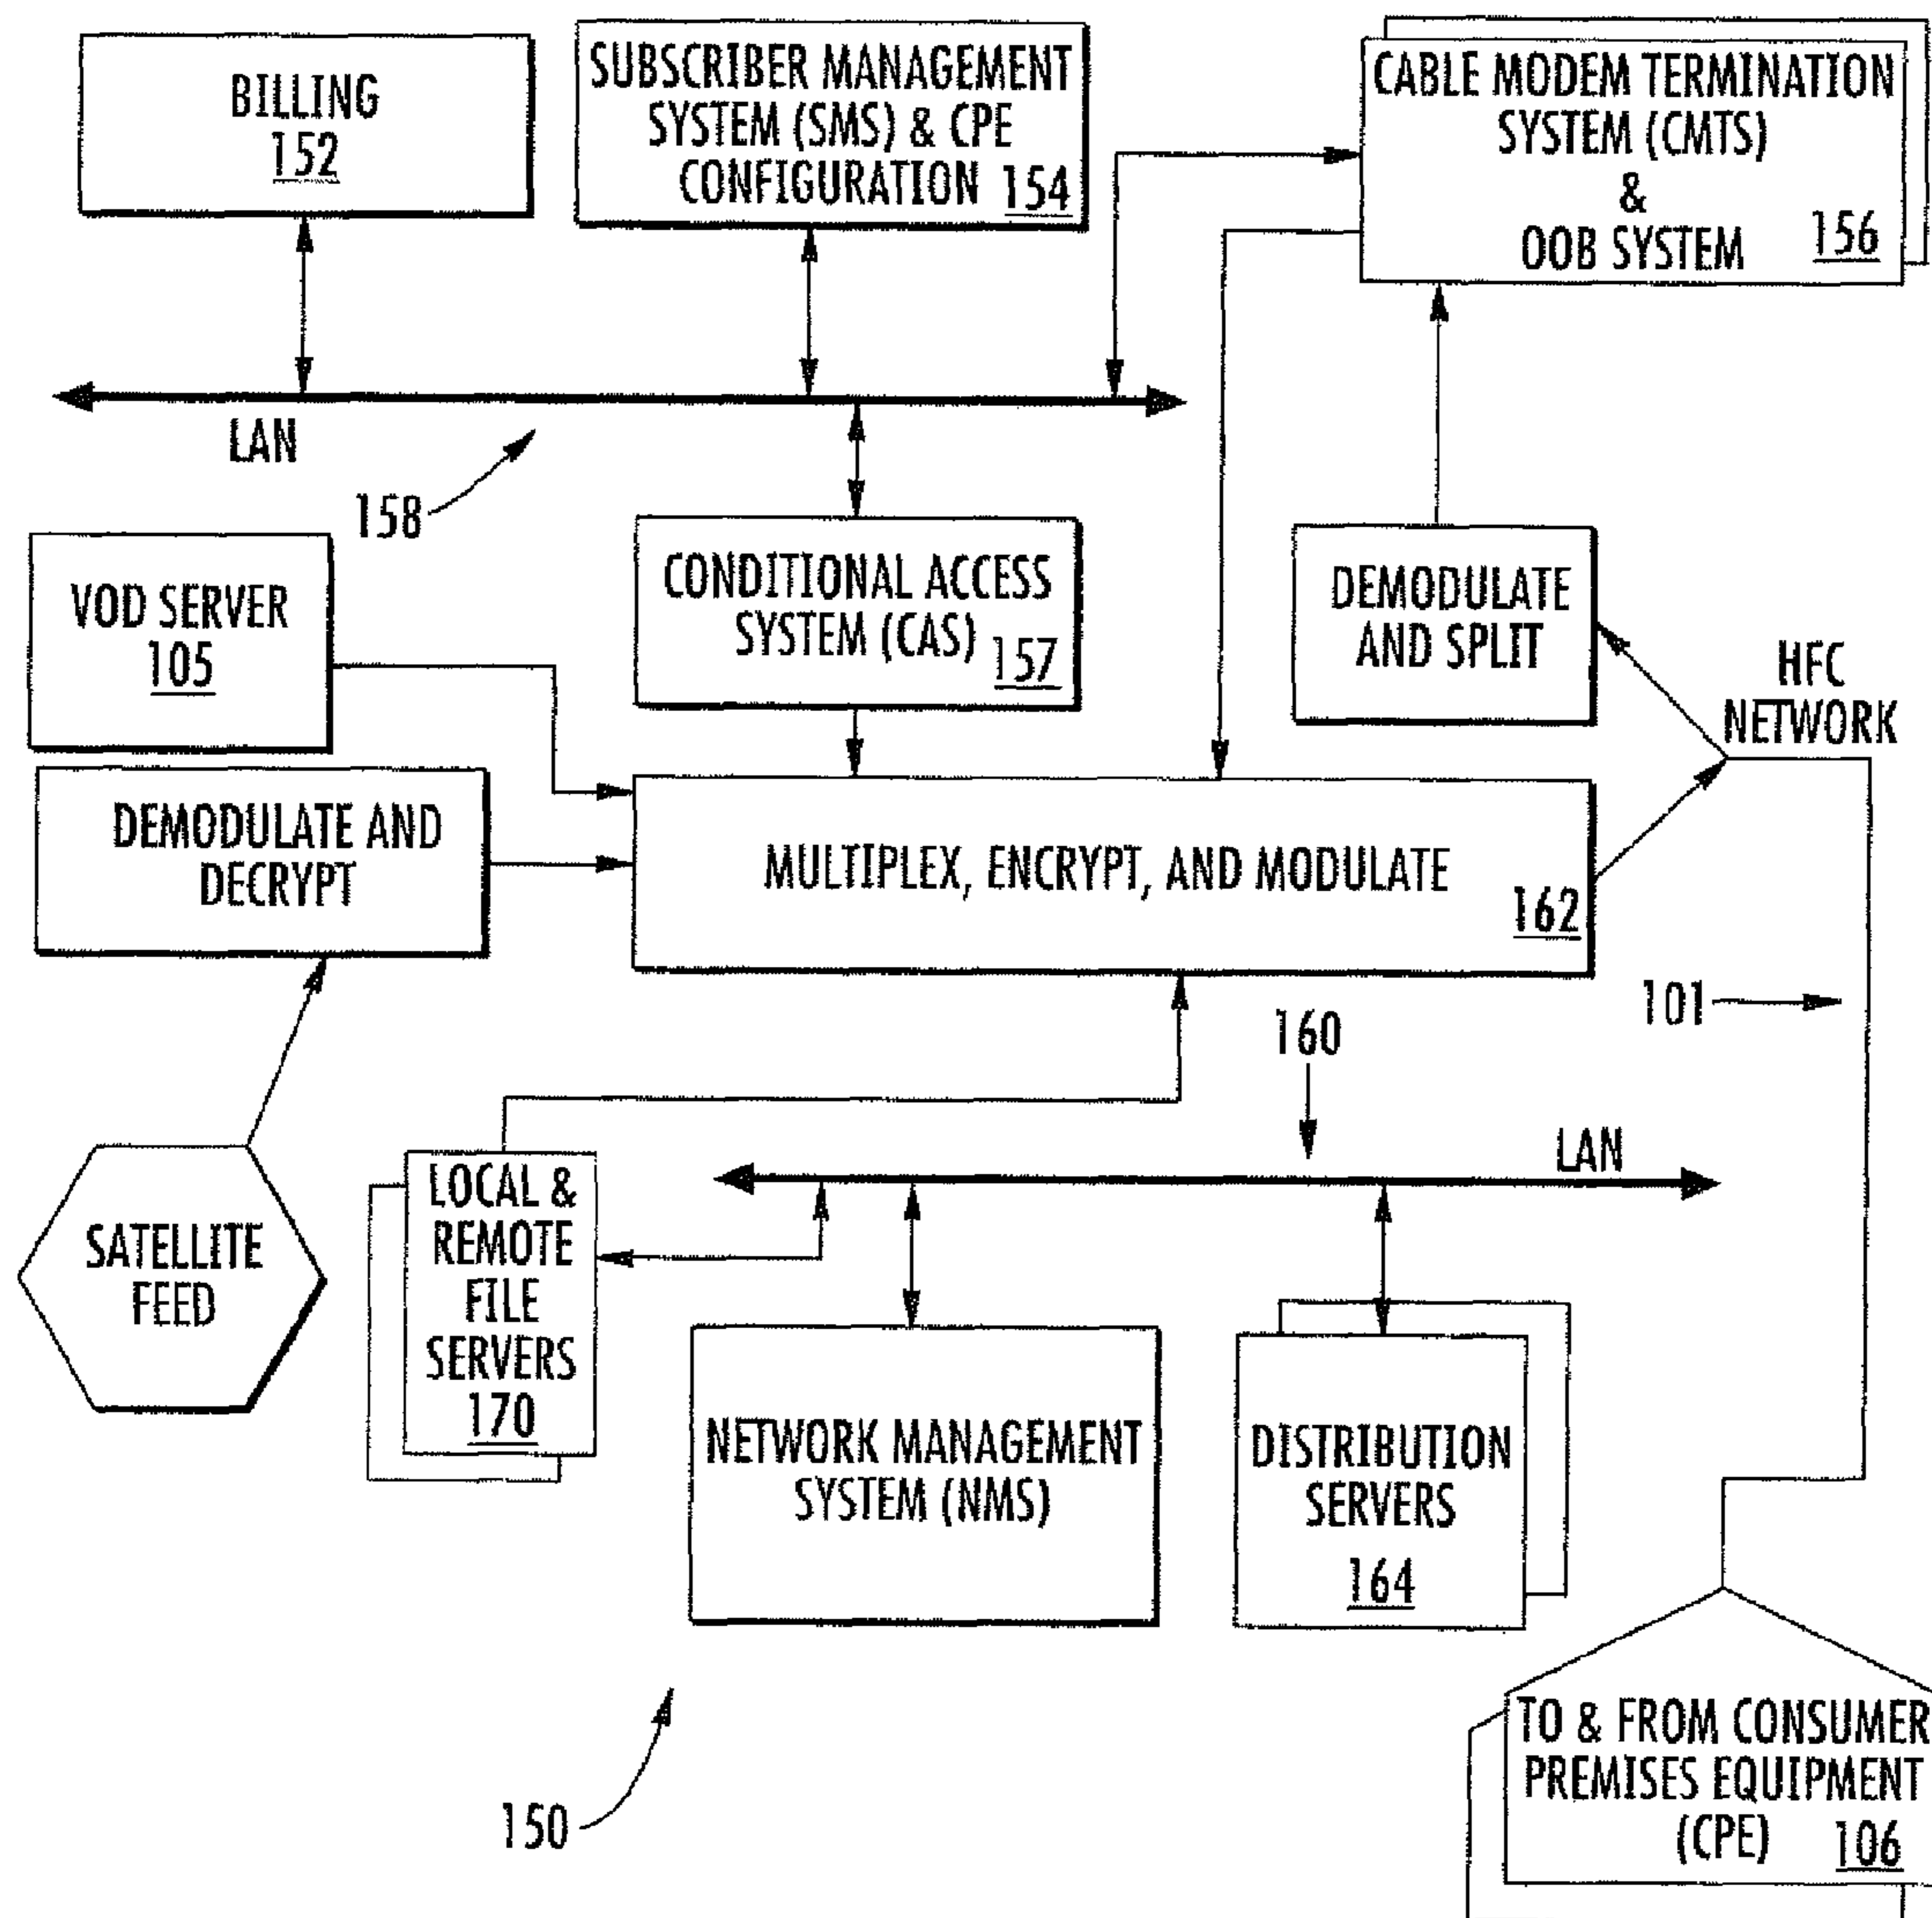 BILLING
152
SUBSCRIBER MANAGEMENT
SYSTEM (SMS) & CPE
CONFIGURATION 154
CABLE MODEM TERMINATION
SYSTEM (CMTS)
&
OOB SYSTEM 156
LAN
158
VOD SERVER
105
CONDITIONAL ACCESS
SYSTEM (CAS) 157
DEMODULATE
AND SPLIT
HFC
NETWORK
DEMODULATE AND
DECRYPT
MULTIPLEX, ENCRYPT, AND MODULATE
162
101
160
LAN
SATELLITE
FEED
LOCAL &
REMOTE
FILE
SERVERS
170
NETWORK MANAGEMENT
SYSTEM (NMS)
DISTRIBUTION
SERVERS
164
150
TO & FROM CONSUMER
PREMISES EQUIPMENT
(CPE) 106